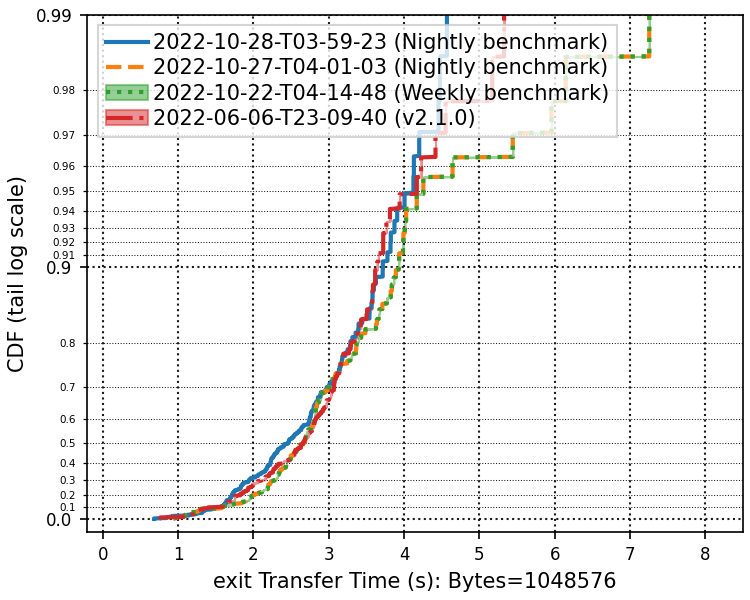 0.99
2022-10-28-T03-59-23 (Nightly benchmark)
2022-10-27-T04-01-03 (Nightly benchmark)
2022-10-22-T04-14-48 (Weekly benchmark)
2022-06-06-T23-09-40 (v2.1.0)
0.98
0.97
0.96
0.95
0.94
0.93
0.92
0.91
0.9
0.8
0.7
0.6
0.5
0.4
0.3
0.2
0.1
0.0
CDF (tail log scale)
0 1 2 3 4 5 6 7 8
exit Transfer Time (s): Bytes=1048576